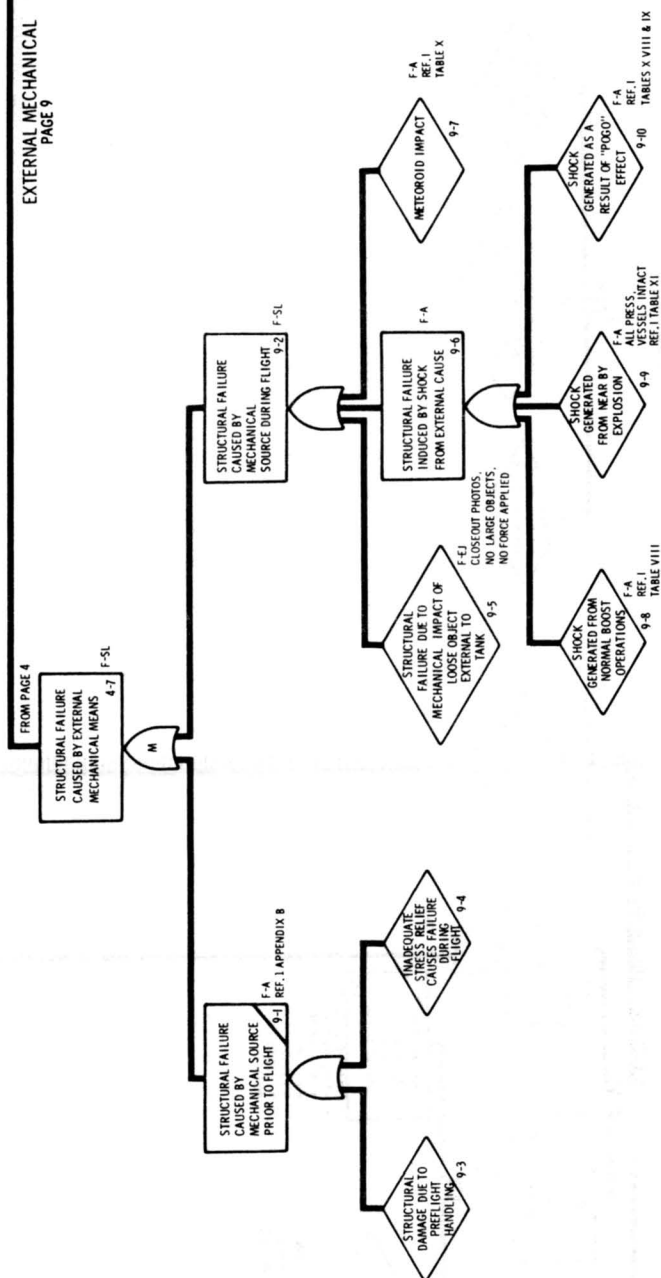 EXTERNAL MECHANICAL
PAGE 9
FROM PAGE 4
STRUCTURAL FAILURE
CAUSED BY EXTERNAL
MECHANICAL MEANS
4-7
F-SL
M
STRUCTURAL FAILURE
CAUSED BY
MECHANICAL SOURCE
PRIOR TO FLIGHT
9-1
F-A
REF. 1 APPENDIX B
STRUCTURAL FAILURE
CAUSED BY
MECHANICAL
SOURCE DURING FLIGHT
9-2
F-SL
STRUCTURAL
DAMAGE DUE TO
PREFLIGHT
HANDLING
9-3
INADEQUATE
STRESS RELIEF
CAUSES FAILURE
DURING
FLIGHT
9-4
STRUCTURAL
FAILURE DUE TO
MECHANICAL IMPACT OF
LOOSE OBJECT
EXTERNAL TO
TANK
9-5
F-EJ
CLOSEOUT PHOTOS,
NO LARGE OBJECTS,
NO FORCE APPLIED
STRUCTURAL FAILURE
INDUCED BY SHOCK
FROM EXTERNAL CAUSE
9-6
F-A
METEOROID IMPACT
9-7
F-A
REF. 1
TABLE X
SHOCK
GENERATED FROM
NORMAL BOOST
OPERATIONS
9-8
F-A
REF. 1
TABLE VIII
SHOCK
GENERATED
FROM NEAR BY
EXPLOSION
9-9
F-A
ALL PRESS.
VESSELS INTACT
REF. 1 TABLE XI
SHOCK
GENERATED AS A
RESULT OF "POGO"
EFFECT
9-10
F-A
REF. 1
TABLES X VIII & IX